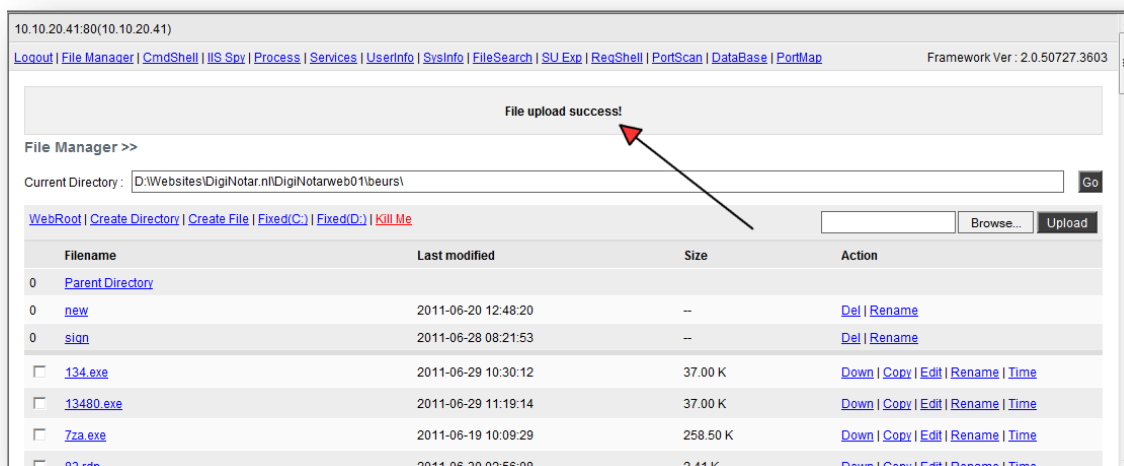 10.10.20.41:80(10.10.20.41)
Logout | File Manager | CmdShell | IIS Spy | Process | Services | UserInfo | SysInfo | FileSearch | SU Exp | RegShell | PortScan | DataBase | PortMap Framework Ver : 2.0.50727.3603
File upload success!
File Manager >>
Current Directory : D:\Websites\DigiNotar.nl\DigiNotarweb01\beurs\ Go
WebRoot | Create Directory | Create File | Fixed(C:) | Fixed(D:) | Kill Me Browse... Upload
Filename Last modified Size Action
0 Parent Directory
0 new 2011-06-20 12:48:20 -- Del | Rename
0 sign 2011-06-28 08:21:53 -- Del | Rename
134.exe 2011-06-29 10:30:12 37.00 K Down | Copy | Edit | Rename | Time
13480.exe 2011-06-29 11:19:14 37.00 K Down | Copy | Edit | Rename | Time
7za.exe 2011-06-19 10:09:29 258.50 K Down | Copy | Edit | Rename | Time
Down | Copy | Edit | Rename | Time